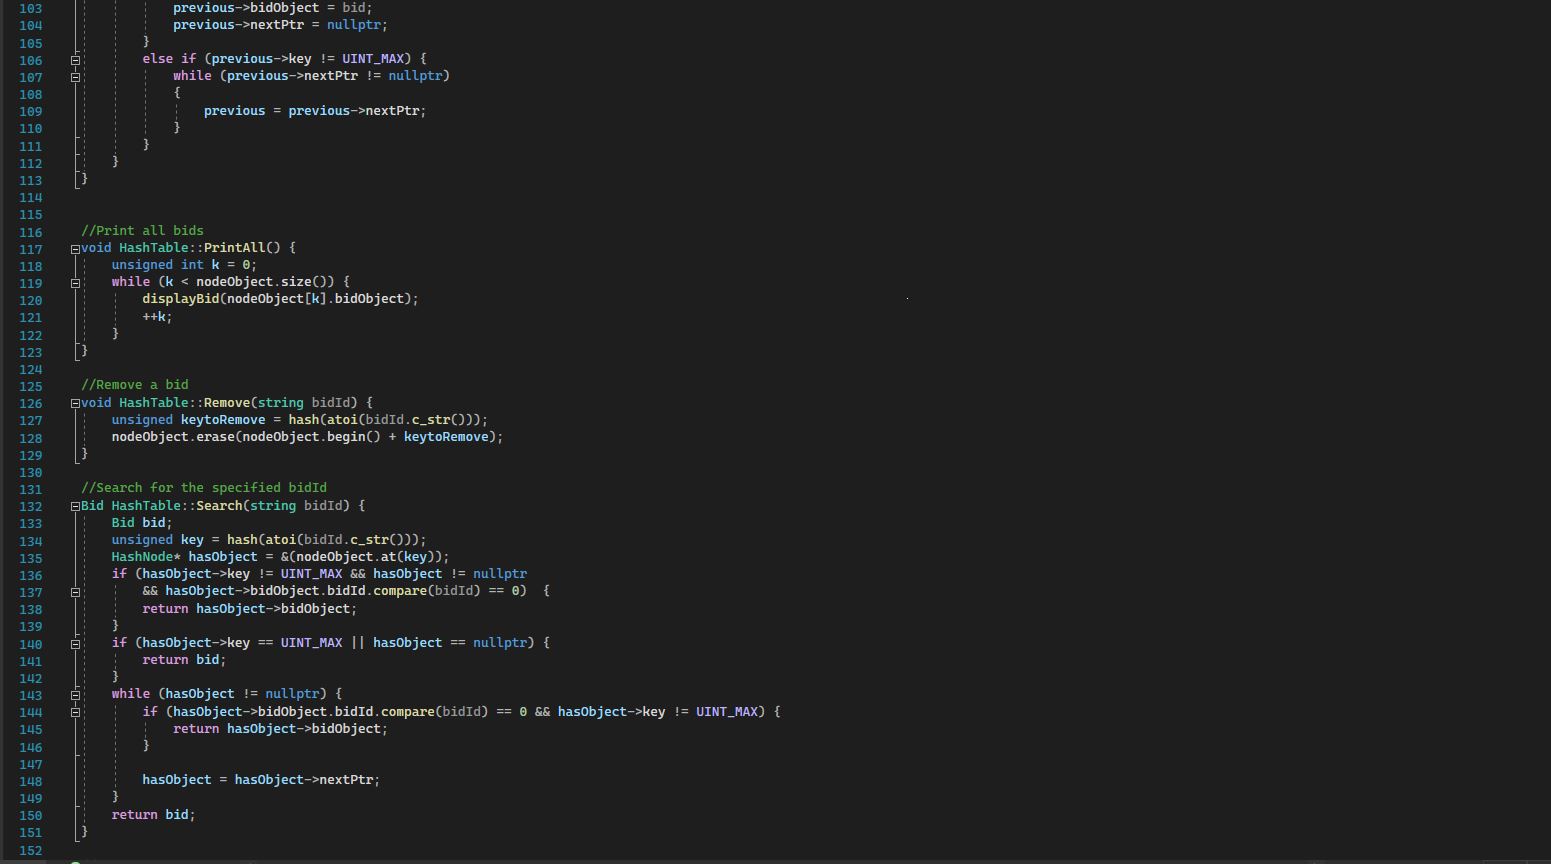 103 previous->bidObject = bid;
104 previous->nextPtr = nullptr;
105 }
106 else if (previous->key != UINT_MAX) {
107 while (previous->nextPtr != nullptr)
108 {
109 previous = previous->nextPtr;
110 }
111 }
112 }
113 }
114
115
116 //Print all bids
117 void HashTable::PrintAll() {
118 unsigned int k = 0;
119 while (k < nodeObject.size()) {
120 displayBid(nodeObject[k].bidObject);
121 ++k;
122 }
123 }
124
125 //Remove a bid
126 void HashTable::Remove(string bidId) {
127 unsigned keytoRemove = hash(atoi(bidId.c_str()));
128 nodeObject.erase(nodeObject.begin() + keytoRemove);
129 }
130
131 //Search for the specified bidId
132 Bid HashTable::Search(string bidId) {
133 Bid bid;
134 unsigned key = hash(atoi(bidId.c_str()));
135 HashNode* hasObject = &(nodeObject.at(key));
136 if (hasObject->key != UINT_MAX && hasObject != nullptr
137 && hasObject->bidObject.bidId.compare(bidId) == 0) {
138 return hasObject->bidObject;
139 }
140 if (hasObject->key == UINT_MAX || hasObject == nullptr) {
141 return bid;
142 }
143 while (hasObject != nullptr) {
144 if (hasObject->bidObject.bidId.compare(bidId) == 0 && hasObject->key != UINT_MAX) {
145 return hasObject->bidObject;
146 }
147
148 hasObject = hasObject->nextPtr;
149 }
150 return bid;
151 }
152